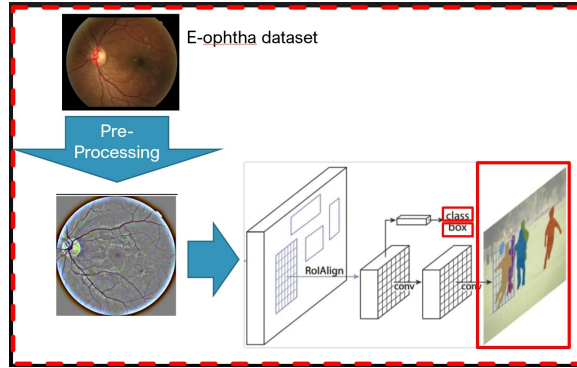 E-ophtha dataset
Pre-
Processing
class
box
RoIAlign
conv
conv